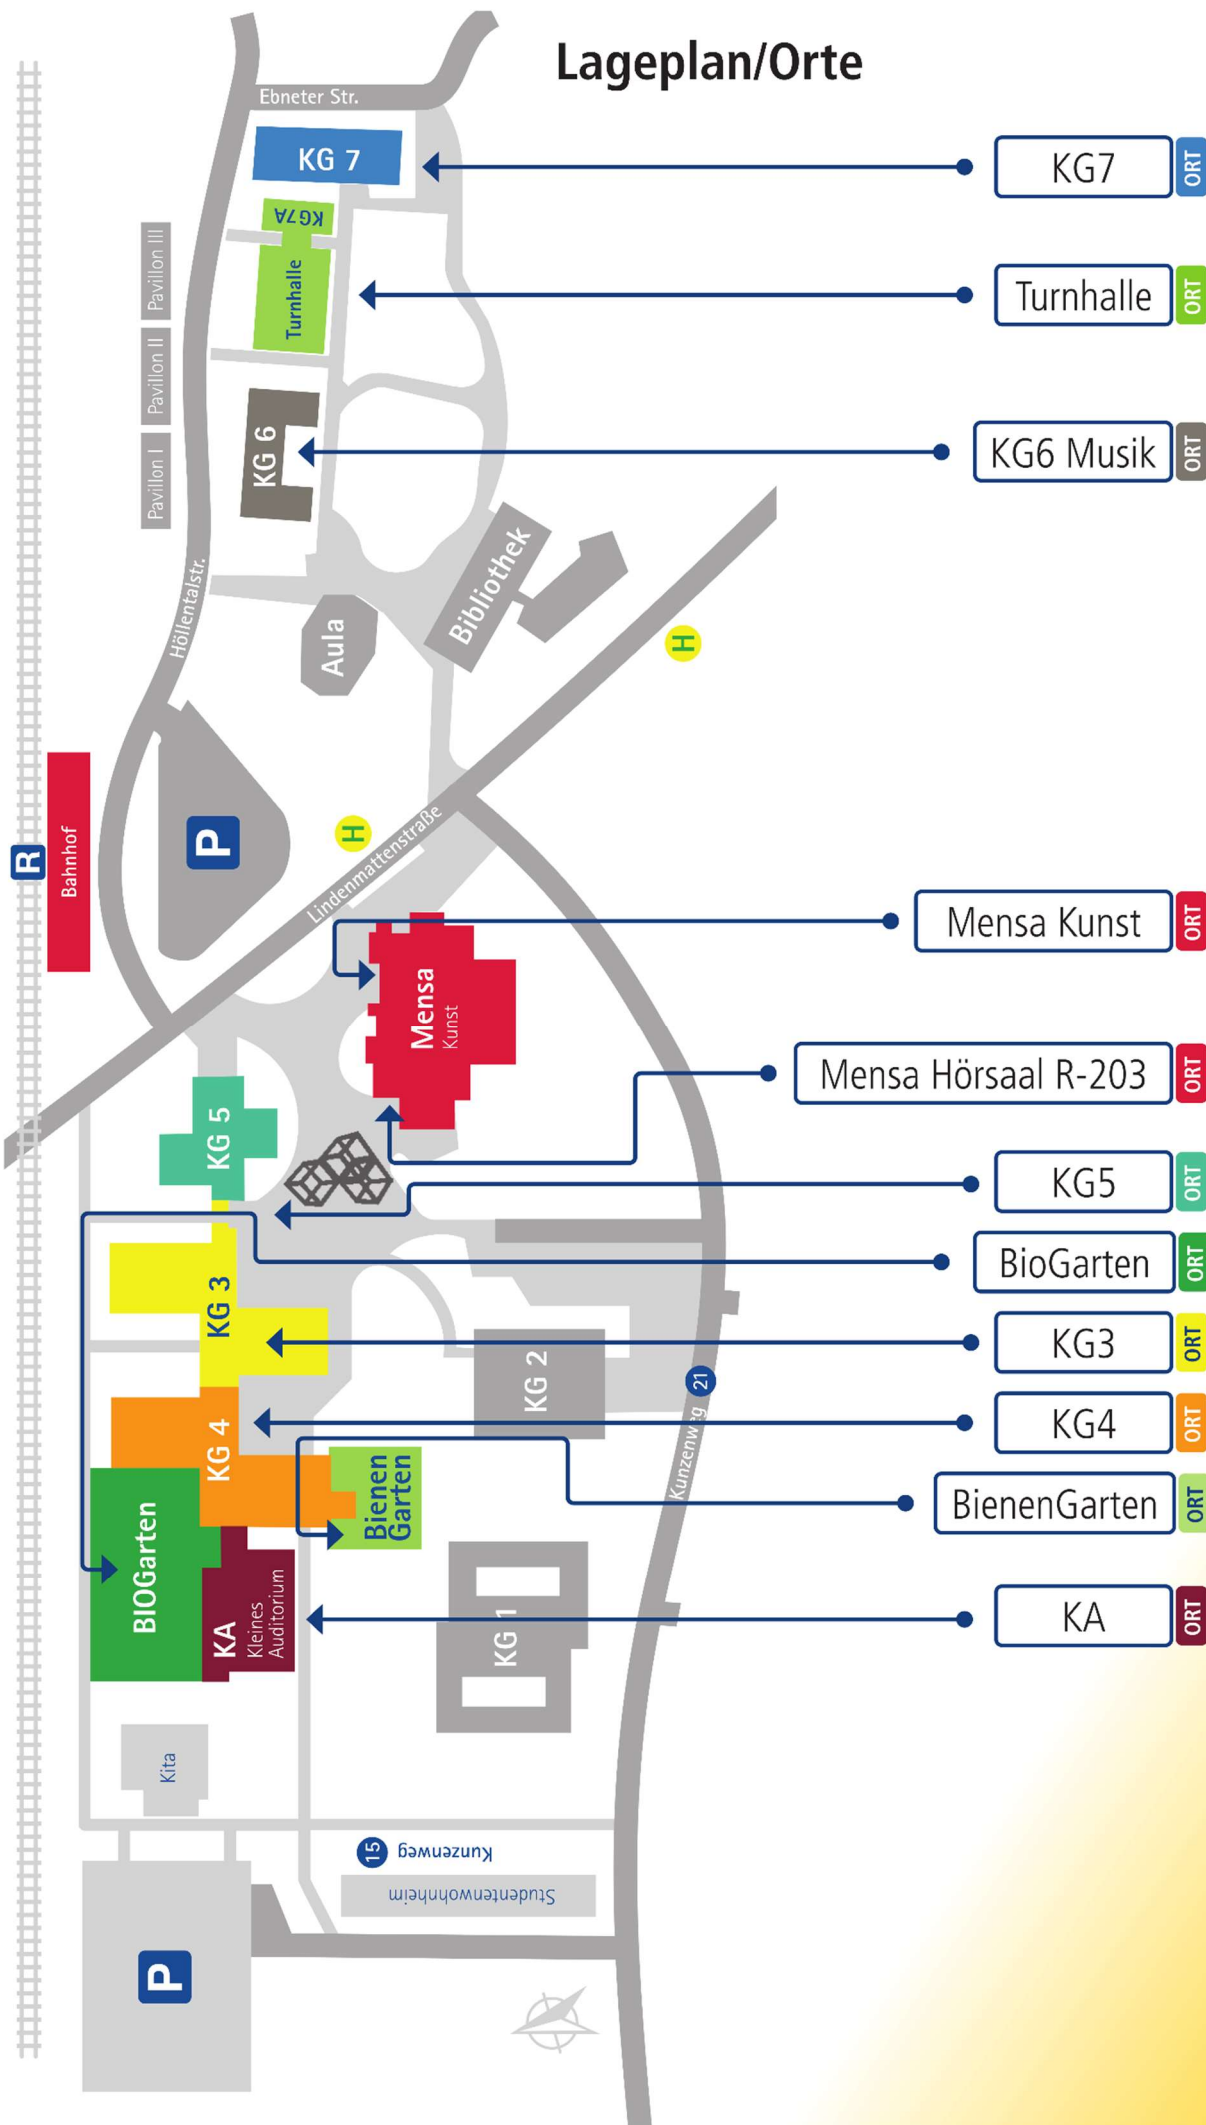 Lageplan/Orte
Ebneter Str.
KG 7
KG7
ORT
KG7A
Turnhalle
Turnhalle
ORT
Pavillon III
Pavillon II
Pavillon I
KG 6
KG6 Musik
ORT
Höllentalstr.
Bibliothek
Aula
H
R
Bahnhof
P
H
Lindenmattenstraße
Mensa
Kunst
Mensa Kunst
ORT
Mensa Hörsaal R-203
ORT
KG 5
KG5
ORT
BioGarten
ORT
KG 3
KG3
ORT
KG 2
21
Kunzenweg
KG 4
KG4
ORT
Bienen
Garten
BienenGarten
ORT
BIOGarten
KA
Kleines
Auditorium
KG 1
KA
ORT
Kita
15
Kunzenweg
Studentenwohnheim
P